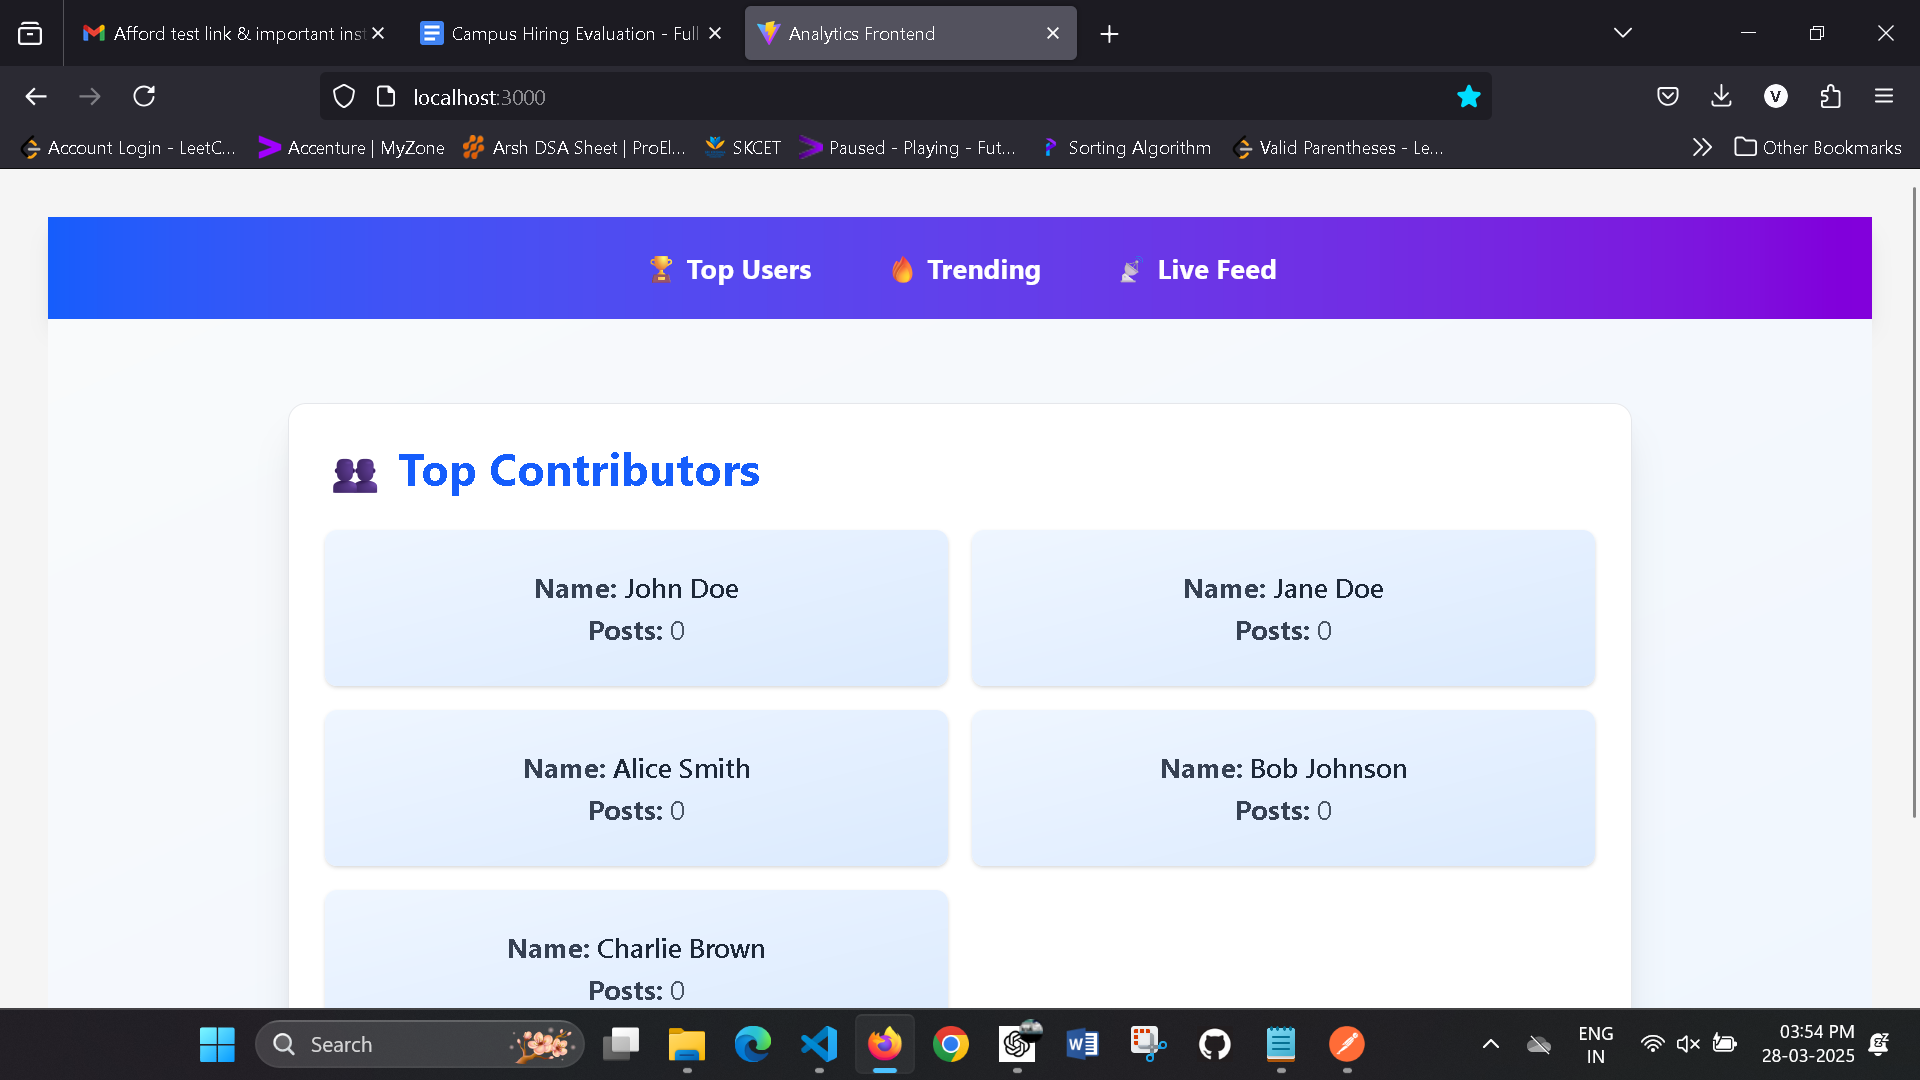 Afford test link & important inst
Campus Hiring Evaluation - Full
Analytics Frontend
localhost:3000
V
Account Login - LeetC...
Accenture | MyZone
Arsh DSA Sheet | ProEl...
SKCET
Paused - Playing - Fut...
Sorting Algorithm
Valid Parentheses - Le...
Other Bookmarks
🏆 Top Users
🔥 Trending
📡 Live Feed
👥 Top Contributors
Name: John Doe
Posts: 0
Name: Jane Doe
Posts: 0
Name: Alice Smith
Posts: 0
Name: Bob Johnson
Posts: 0
Name: Charlie Brown
Posts: 0
Search
ENG
IN
03:54 PM
28-03-2025